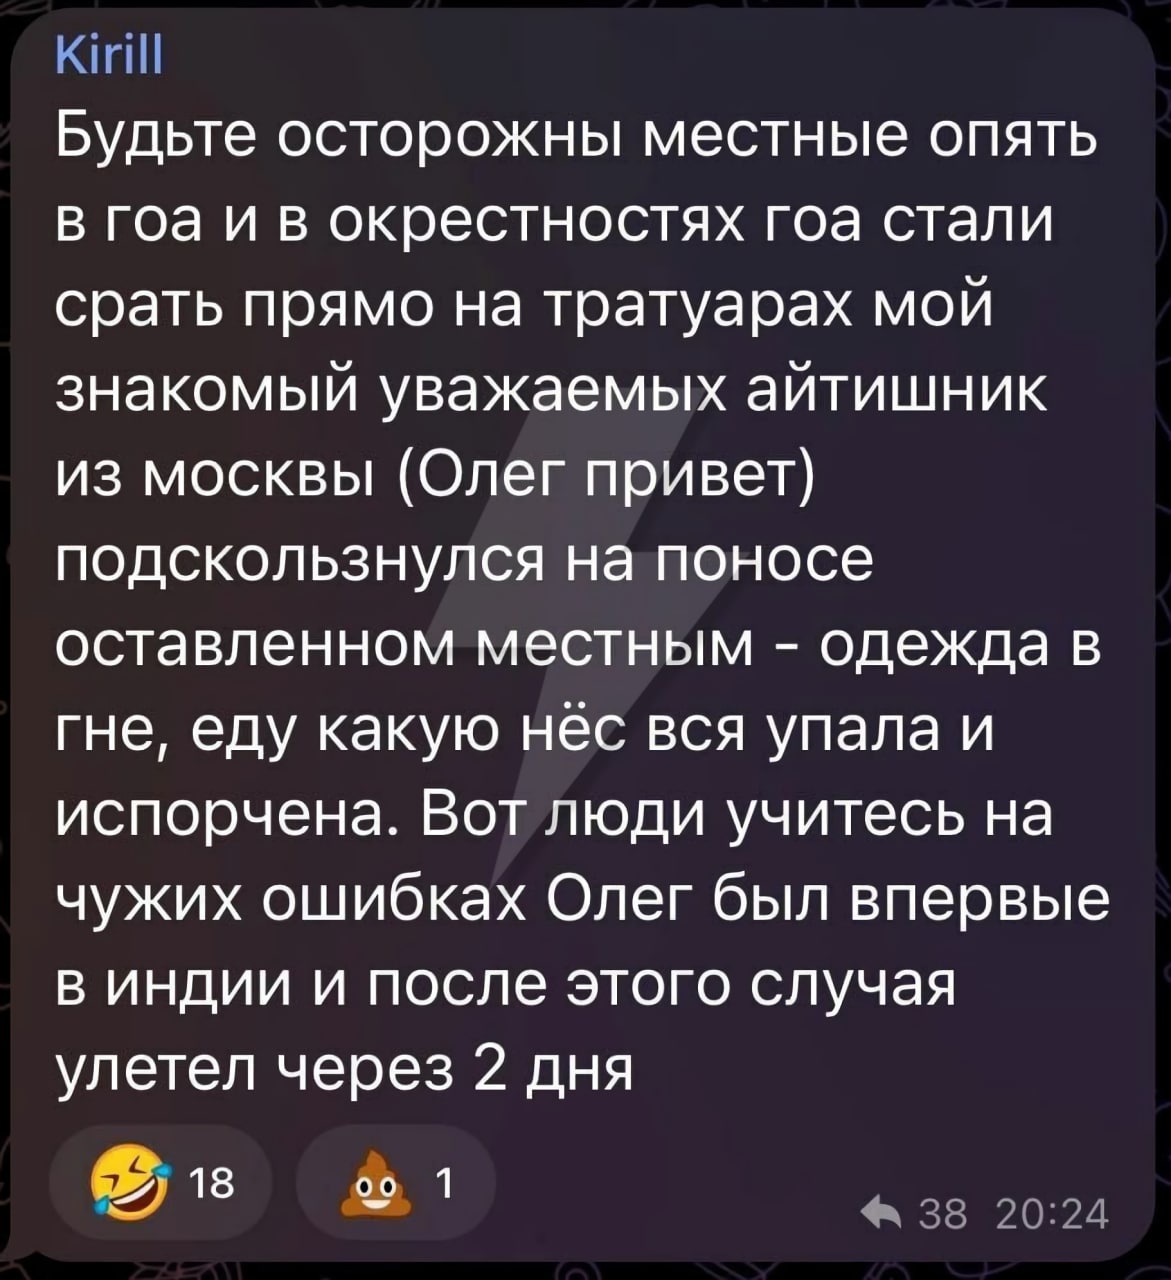 Kirill
Будьте осторожны местные опять
в гоа и в окрестностях гоа стали
срать прямо на тратуарах мой
знакомый уважаемых айтишник
из москвы (Олег привет)
подскользнулся на поносе
оставленном местным - одежда в
гне, еду какую нёс вся упала и
испорчена. Вот люди учитесь на
чужих ошибках Олег был впервые
в индии и после этого случая
улетел через 2 дня
18 1
38 20:24